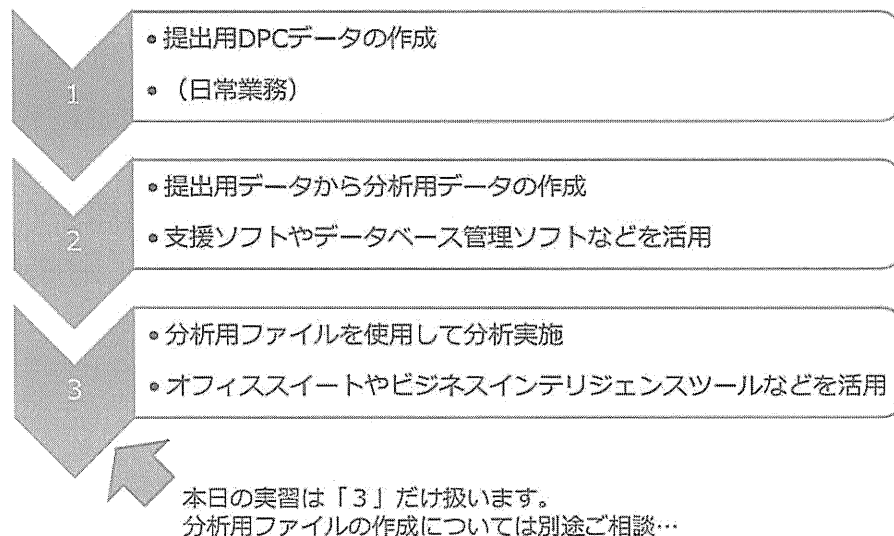 1
•提出用DPCデータの作成
•（日常業務）
2
•提出用データから分析用データの作成
•支援ソフトやデータベース管理ソフトなどを活用
3
•分析用ファイルを使用して分析実施
•オフィススイートやビジネスインテリジェンスツールなどを活用
本日の実習は「３」だけ扱います。
分析用ファイルの作成については別途ご相談…